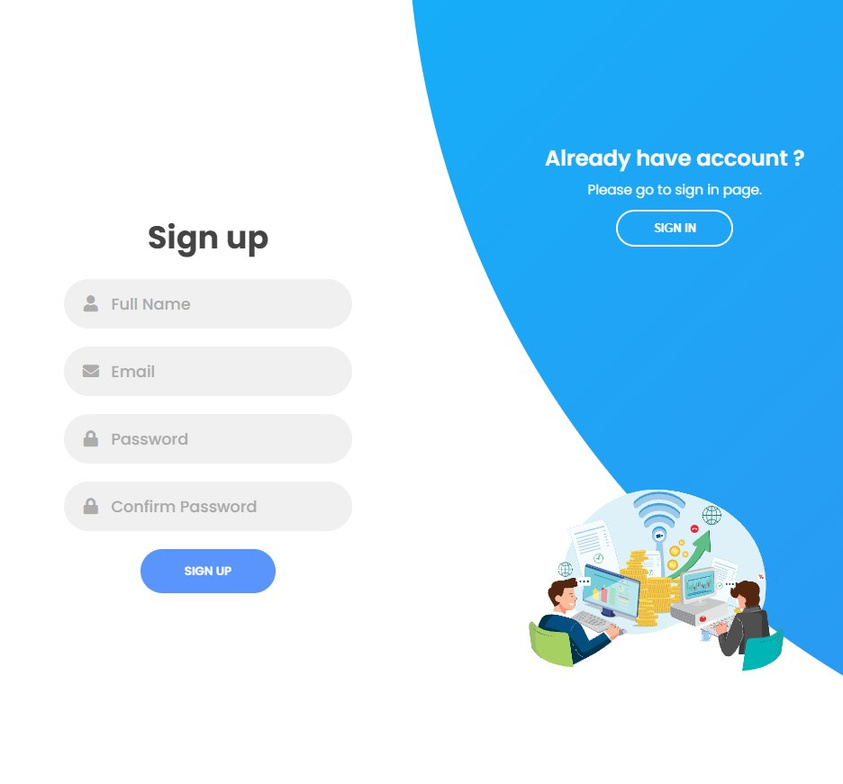 Already have account ?
Please go to sign in page.
SIGN IN
Sign up
Full Name
Email
Password
Confirm Password
SIGN UP